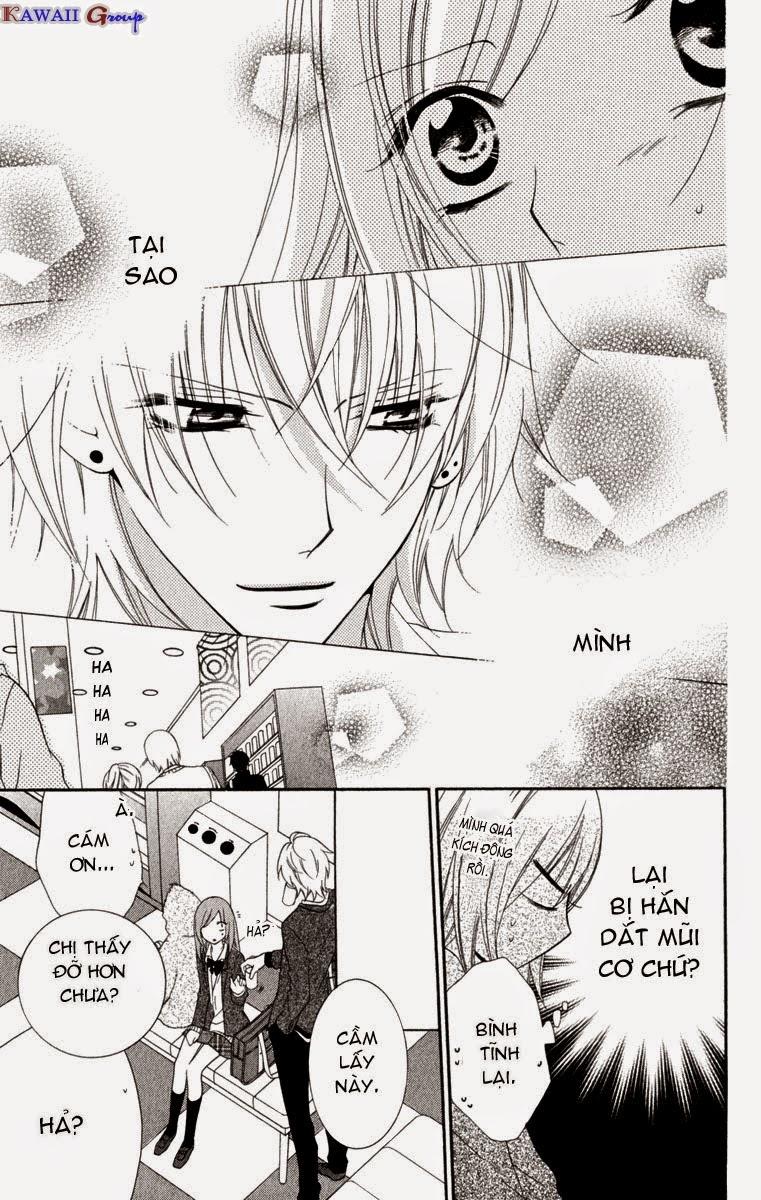 KAWAII Group
TẠI
SAO
MÌNH
HA
HA
HA
HA
LẠI
BỊ HẮN
DẮT MŨI
CƠ CHỨ?
MÌNH QUÁ
KÍCH ĐỘNG
RỒI.
BÌNH
TĨNH
LẠI.
CẦM
LẤY
NÀY.
HẢ?
À.
CÁM
ƠN...
CHỊ THẤY
ĐỠ HƠN
CHƯA?
HẢ?